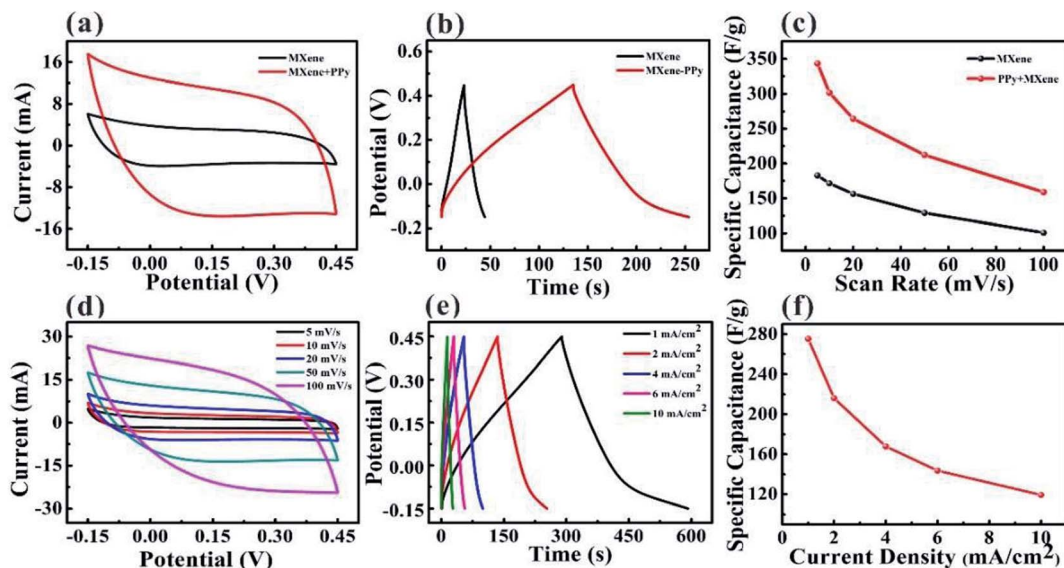 (a)
MXene
MXene+PPy
Current (mA)
16
8
0
-8
-16
-0.15 0.00 0.15 0.30 0.45
Potential (V)
(b)
MXene
MXene-PPy
Potential (V)
0.6
0.4
0.2
0.0
-0.2
0 50 100 150 200 250
Time (s)
(c)
MXene
PPy+MXene
Specific Capacitance (F/g)
350
300
250
200
150
100
0 20 40 60 80 100
Scan Rate (mV/s)
(d)
5 mV/s
10 mV/s
20 mV/s
50 mV/s
100 mV/s
Current (mA)
30
15
0
-15
-30
-0.15 0.00 0.15 0.30 0.45
Potential (V)
(e)
1 mA/cm²
2 mA/cm²
4 mA/cm²
6 mA/cm²
10 mA/cm²
Potential (V)
0.45
0.30
0.15
0.00
-0.15
0 150 300 450 600
Time (s)
(f)
Specific Capacitance (F/g)
280
240
200
160
120
0 2 4 6 8 10
Current Density (mA/cm²)